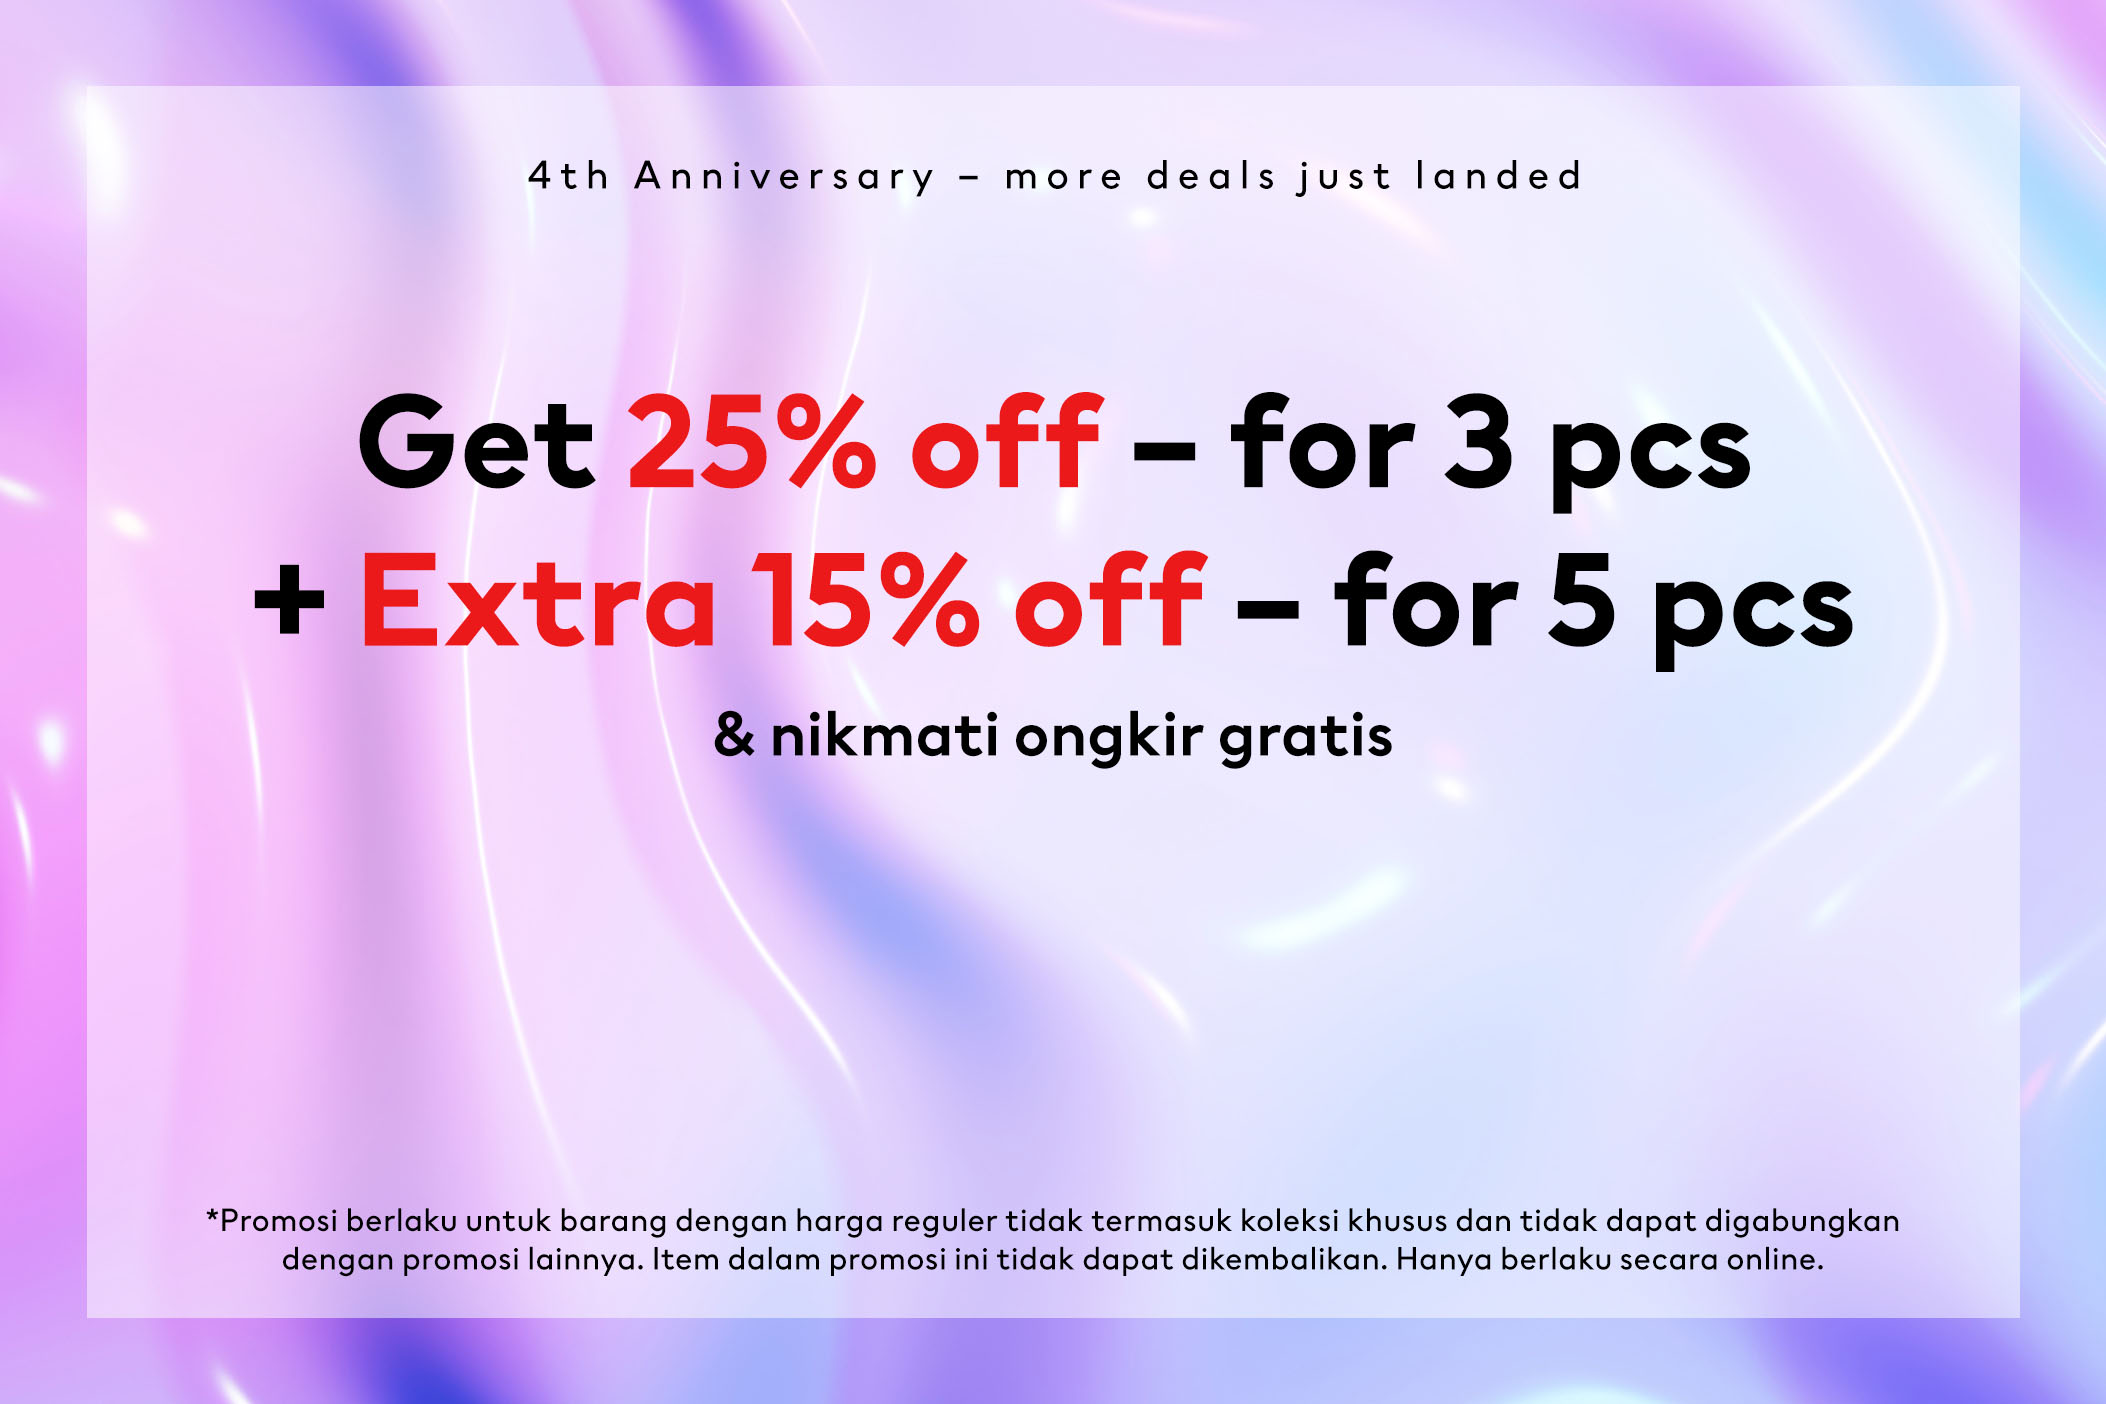 4th Anniversary – more deals just landed
Get 25% off – for 3 pcs
+ Extra 15% off – for 5 pcs
& nikmati ongkir gratis
*Promosi berlaku untuk barang dengan harga reguler tidak termasuk koleksi khusus dan tidak dapat digabungkan
dengan promosi lainnya. Item dalam promosi ini tidak dapat dikembalikan. Hanya berlaku secara online.